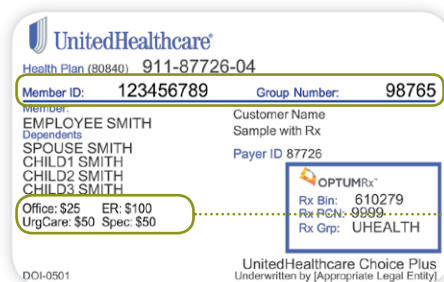 UnitedHealthcare®
Health Plan (80840) 911-87726-04
Member ID: 123456789 Group Number: 98765
Member:
EMPLOYEE SMITH
Dependents
SPOUSE SMITH
CHILD1 SMITH
CHILD2 SMITH
CHILD3 SMITH
Customer Name
Sample with Rx
Payer ID 87726
OPTUMRx™
Rx Bin: 610279
Rx PCN: 9999
Rx Grp: UHEALTH
Office: $25 ER: $100
UrgCare: $50 Spec: $50
DOI-0501
UnitedHealthcare Choice Plus
Underwritten by [Appropriate Legal Entity]